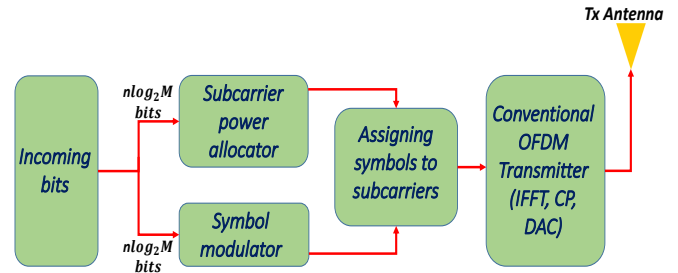 Tx Antenna
nlog₂M
bits
Subcarrier
power
allocator
Incoming
bits
Assigning
symbols to
subcarriers
Conventional
OFDM
Transmitter
(IFFT, CP,
DAC)
Symbol
modulator
nlog₂M
bits